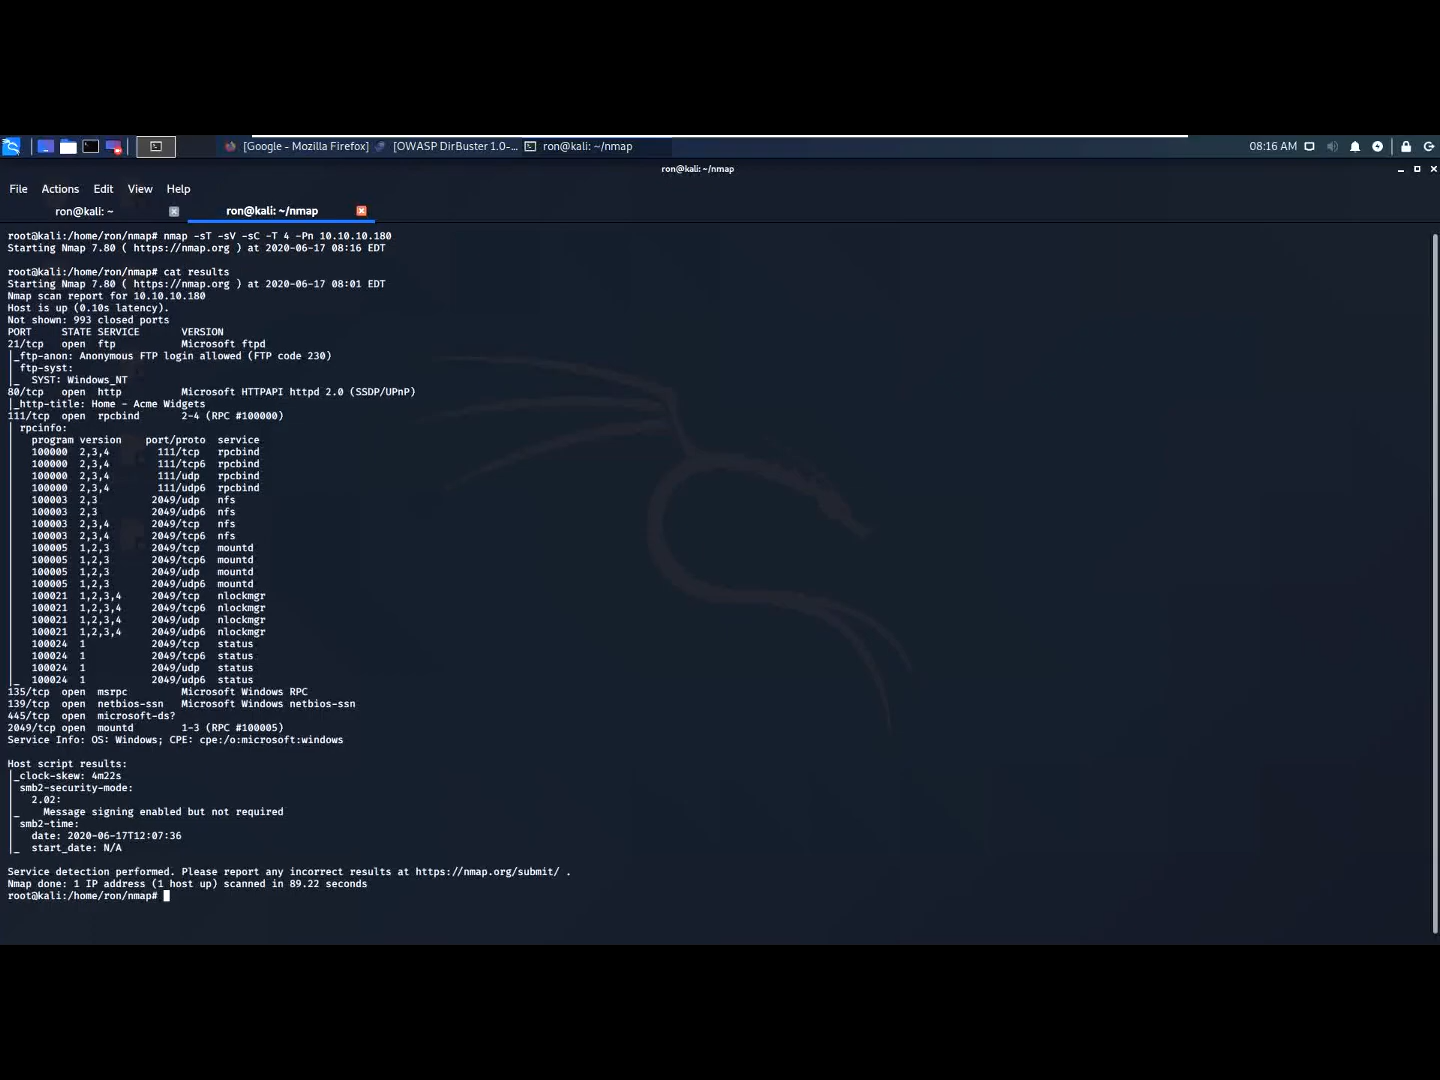 [Google - Mozilla Firefox]
[OWASP DirBuster 1.0-...
ron@kali: ~/nmap
08:16 AM
ron@kali: ~/nmap
File Actions Edit View Help
ron@kali: ~
ron@kali: ~/nmap
root@kali:/home/ron/nmap# nmap -sT -sV -sC -T 4 -Pn 10.10.10.180
Starting Nmap 7.80 ( https://nmap.org ) at 2020-06-17 08:16 EDT
root@kali:/home/ron/nmap# cat results
Starting Nmap 7.80 ( https://nmap.org ) at 2020-06-17 08:01 EDT
Nmap scan report for 10.10.10.180
Host is up (0.10s latency).
Not shown: 993 closed ports
PORT     STATE SERVICE       VERSION
21/tcp   open  ftp           Microsoft ftpd
|_ftp-anon: Anonymous FTP login allowed (FTP code 230)
| ftp-syst:
|_  SYST: Windows_NT
80/tcp   open  http          Microsoft HTTPAPI httpd 2.0 (SSDP/UPnP)
|_http-title: Home - Acme Widgets
111/tcp  open  rpcbind       2-4 (RPC #100000)
| rpcinfo:
|   program version    port/proto  service
|   100000  2,3,4        111/tcp   rpcbind
|   100000  2,3,4        111/tcp6  rpcbind
|   100000  2,3,4        111/udp   rpcbind
|   100000  2,3,4        111/udp6  rpcbind
|   100003  2,3         2049/udp   nfs
|   100003  2,3         2049/udp6  nfs
|   100003  2,3,4       2049/tcp   nfs
|   100003  2,3,4       2049/tcp6  nfs
|   100005  1,2,3       2049/tcp   mountd
|   100005  1,2,3       2049/tcp6  mountd
|   100005  1,2,3       2049/udp   mountd
|   100005  1,2,3       2049/udp6  mountd
|   100021  1,2,3,4     2049/tcp   nlockmgr
|   100021  1,2,3,4     2049/tcp6  nlockmgr
|   100021  1,2,3,4     2049/udp   nlockmgr
|   100021  1,2,3,4     2049/udp6  nlockmgr
|   100024  1           2049/tcp   status
|   100024  1           2049/tcp6  status
|   100024  1           2049/udp   status
|_  100024  1           2049/udp6  status
135/tcp  open  msrpc         Microsoft Windows RPC
139/tcp  open  netbios-ssn   Microsoft Windows netbios-ssn
445/tcp  open  microsoft-ds?
2049/tcp open  mountd        1-3 (RPC #100005)
Service Info: OS: Windows; CPE: cpe:/o:microsoft:windows
Host script results:
|_clock-skew: 4m22s
| smb2-security-mode:
|   2.02:
|_    Message signing enabled but not required
| smb2-time:
|   date: 2020-06-17T12:07:36
|_  start_date: N/A
Service detection performed. Please report any incorrect results at https://nmap.org/submit/ .
Nmap done: 1 IP address (1 host up) scanned in 89.22 seconds
root@kali:/home/ron/nmap#